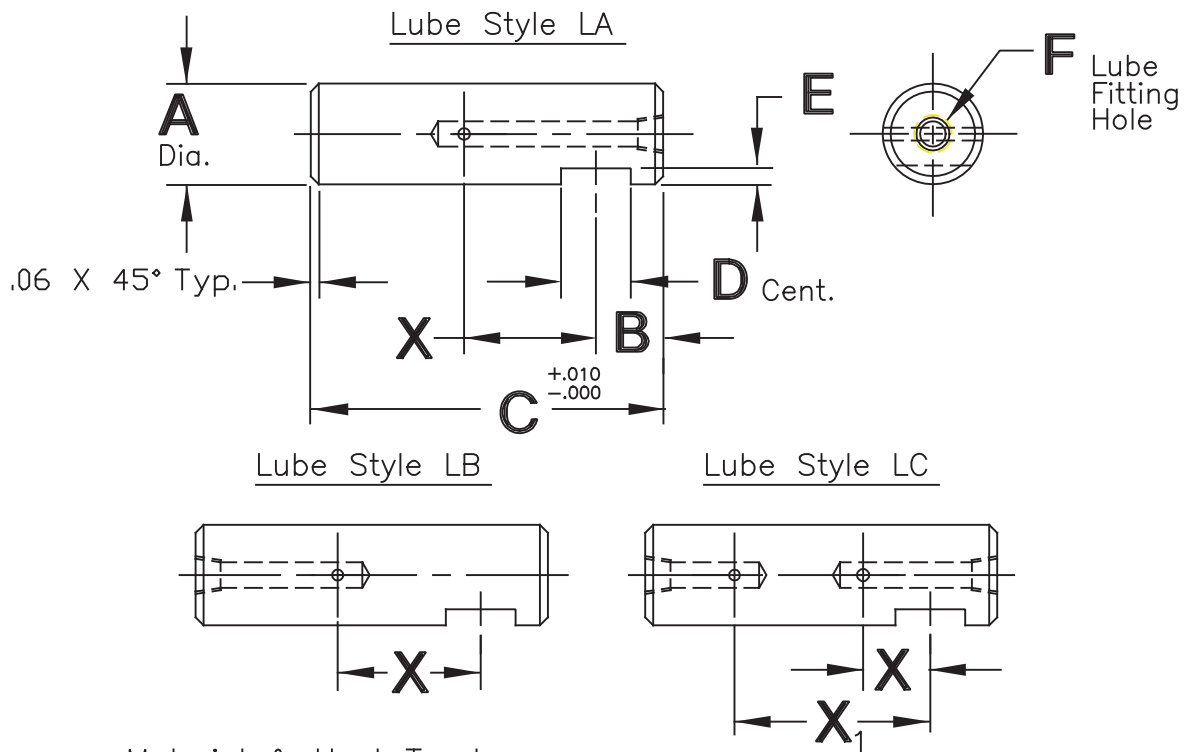 Lube Style LA
A
Dia.
E
F
Lube
Fitting
Hole
.06 X 45° Typ.
D Cent.
X
B
C +.010
-.000
Lube Style LB
Lube Style LC
X
X
X1